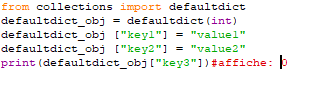 from collections import defaultdict
defaultdict_obj = defaultdict(int)
defaultdict_obj ["key1"] = "value1"
defaultdict_obj ["key2"] = "value2"
print(defaultdict_obj["key3"])#affiche: 0